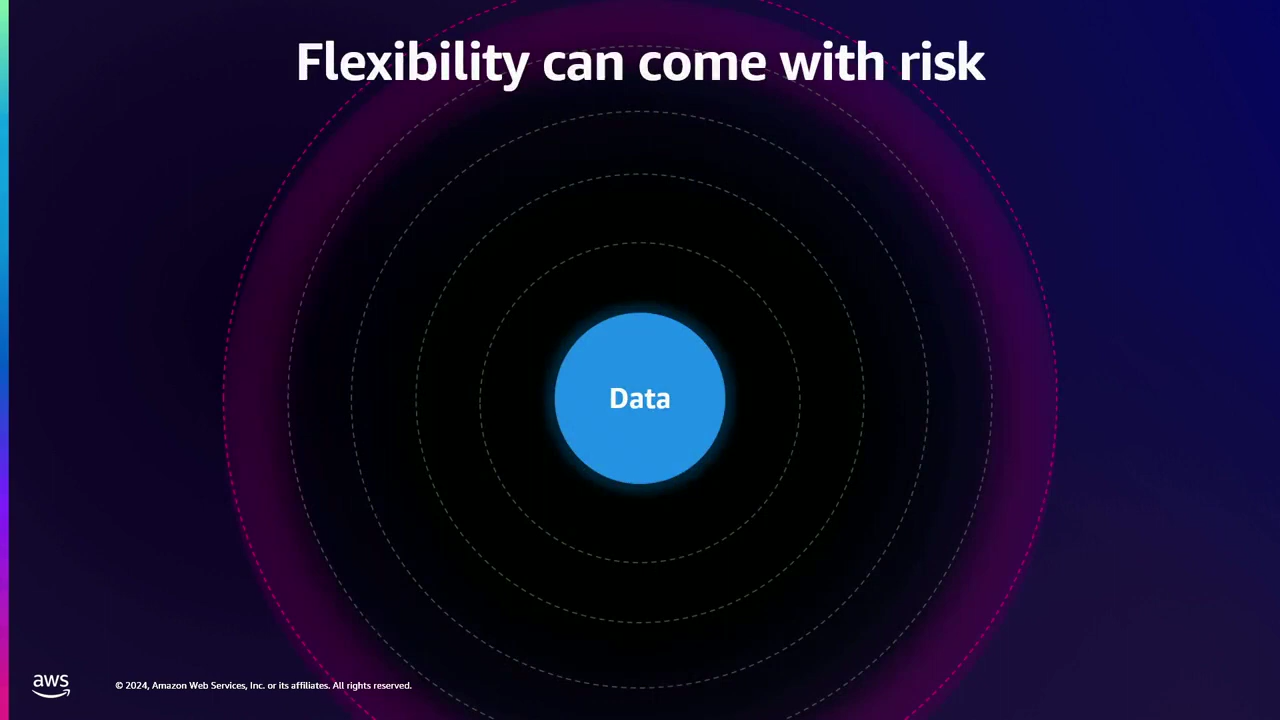 Flexibility can come with risk
Data
aws
© 2024, Amazon Web Services, Inc. or its affiliates. All rights reserved.